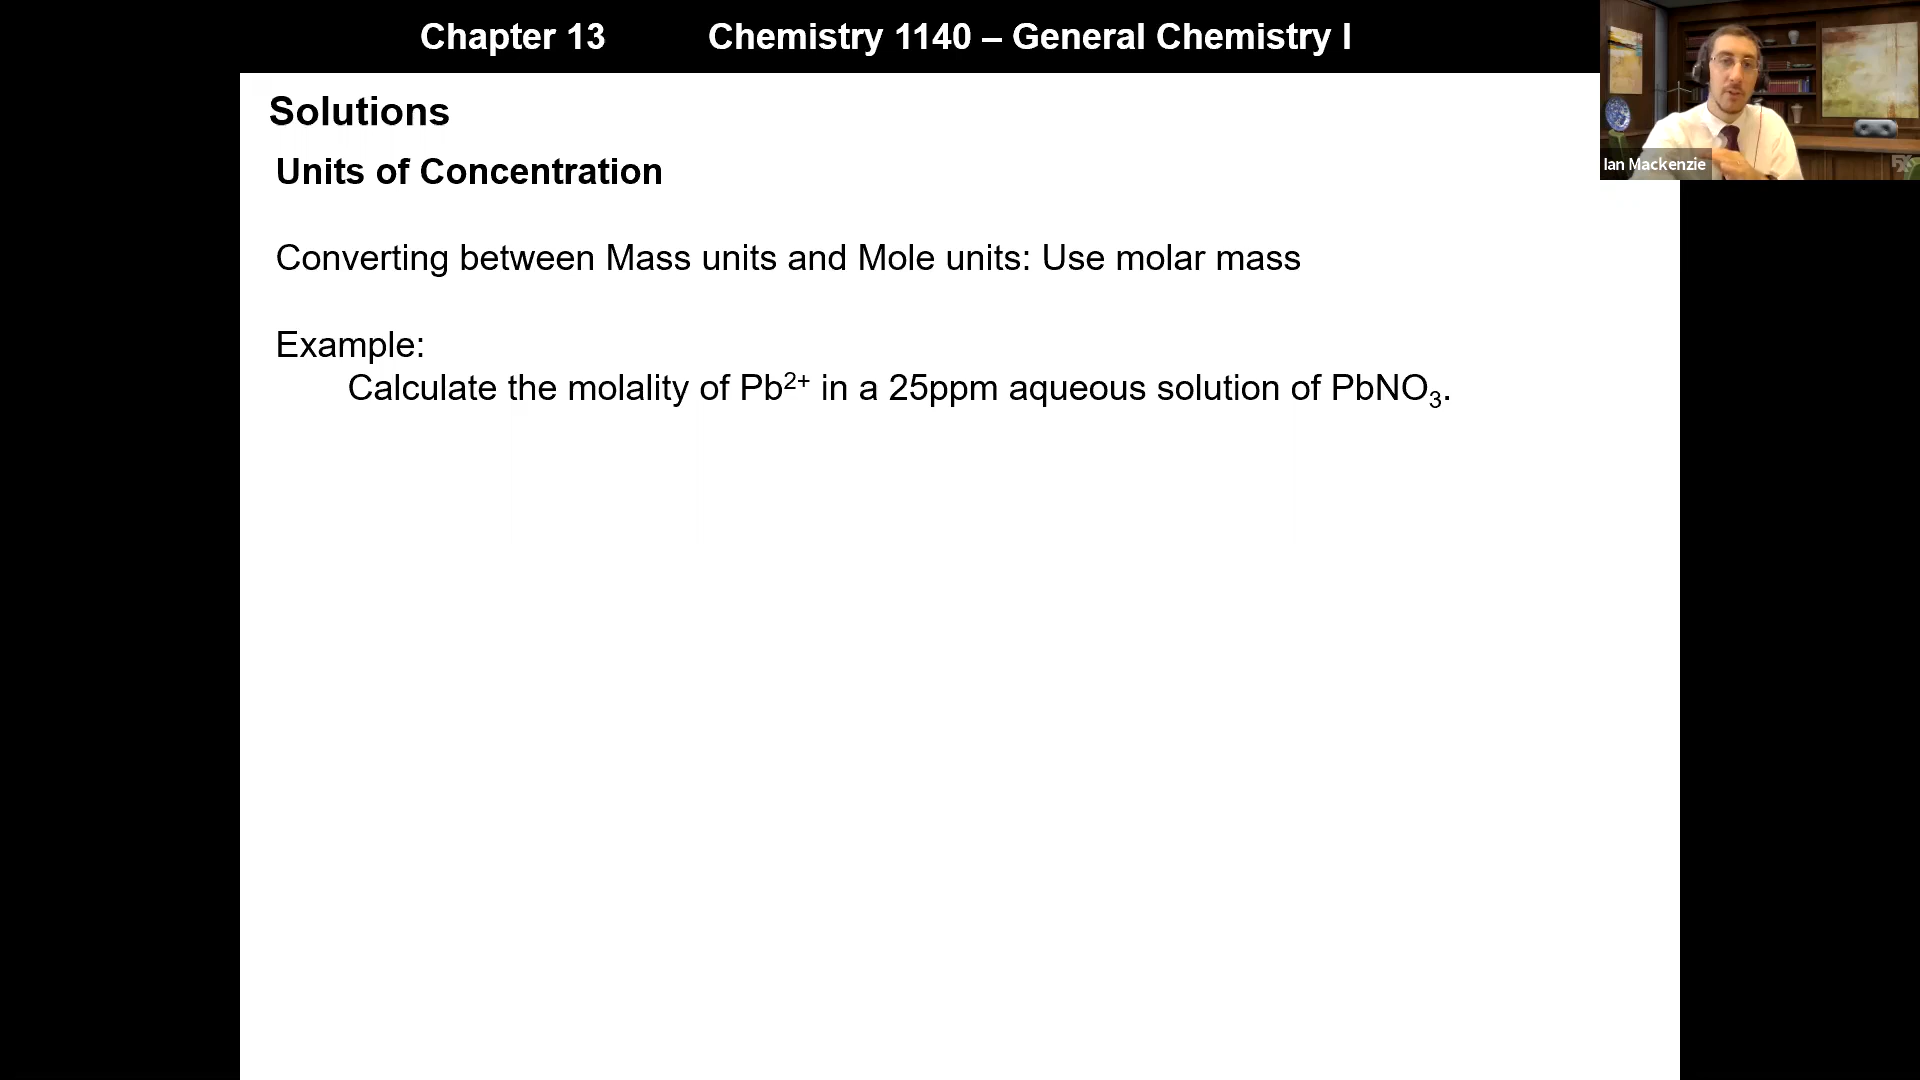 Chapter 13 Chemistry 1140 – General Chemistry I
Solutions
Units of Concentration
Converting between Mass units and Mole units: Use molar mass
Example:
Calculate the molality of Pb²⁺ in a 25ppm aqueous solution of PbNO₃.
Ian Mackenzie